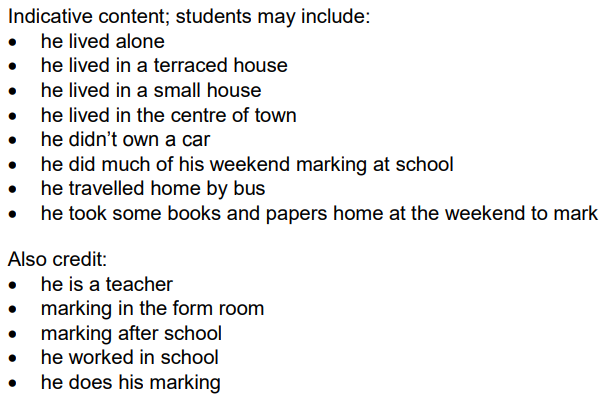 Indicative content; students may include:
• he lived alone
• he lived in a terraced house
• he lived in a small house
• he lived in the centre of town
• he didn’t own a car
• he did much of his weekend marking at school
• he travelled home by bus
• he took some books and papers home at the weekend to mark
Also credit:
• he is a teacher
• marking in the form room
• marking after school
• he worked in school
• he does his marking